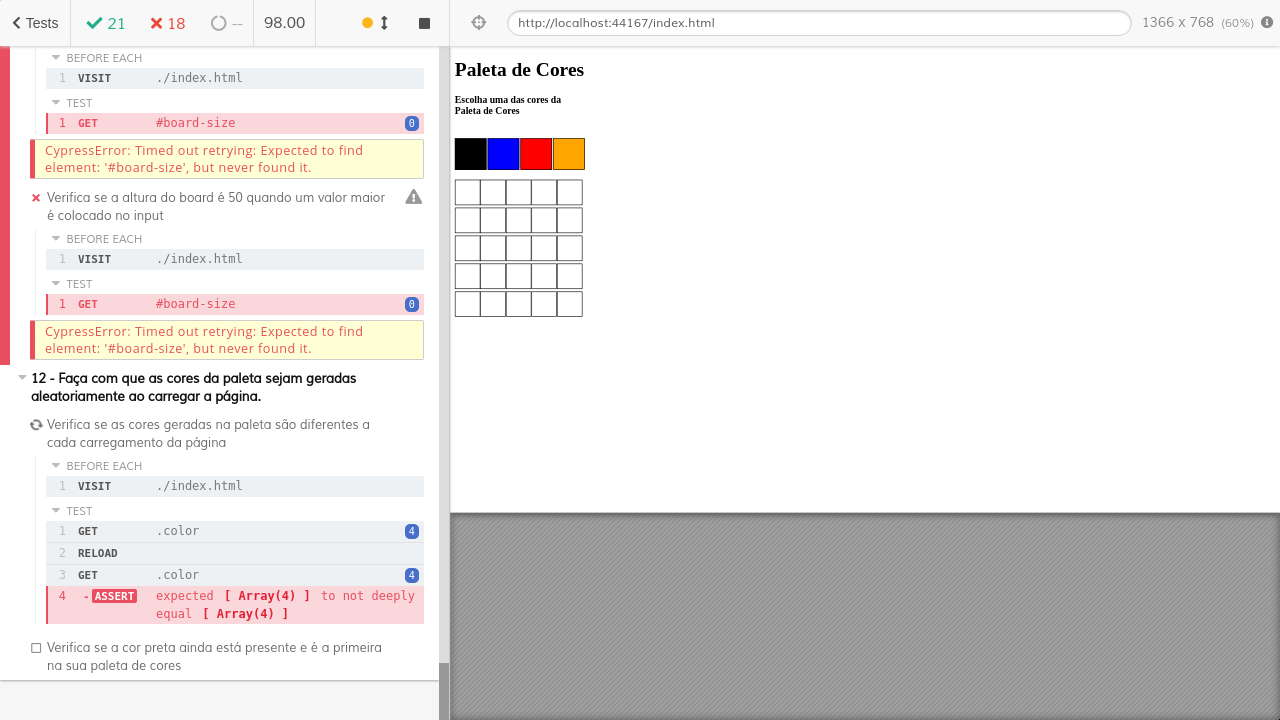 Tests
21
18
--
98.00
http://localhost:44167/index.html
1366 x 768 (60%)
BEFORE EACH
1 VISIT ./index.html
TEST
1 GET #board-size 0
CypressError: Timed out retrying: Expected to find
element: '#board-size', but never found it.
Verifica se a altura do board é 50 quando um valor maior
é colocado no input
BEFORE EACH
1 VISIT ./index.html
TEST
1 GET #board-size 0
CypressError: Timed out retrying: Expected to find
element: '#board-size', but never found it.
12 - Faça com que as cores da paleta sejam geradas
aleatoriamente ao carregar a página.
Verifica se as cores geradas na paleta são diferentes a
cada carregamento da página
BEFORE EACH
1 VISIT ./index.html
TEST
1 GET .color 4
2 RELOAD
3 GET .color 4
4 -ASSERT expected [ Array(4) ] to not deeply
equal [ Array(4) ]
Verifica se a cor preta ainda está presente e é a primeira
na sua paleta de cores
Paleta de Cores
Escolha uma das cores da
Paleta de Cores